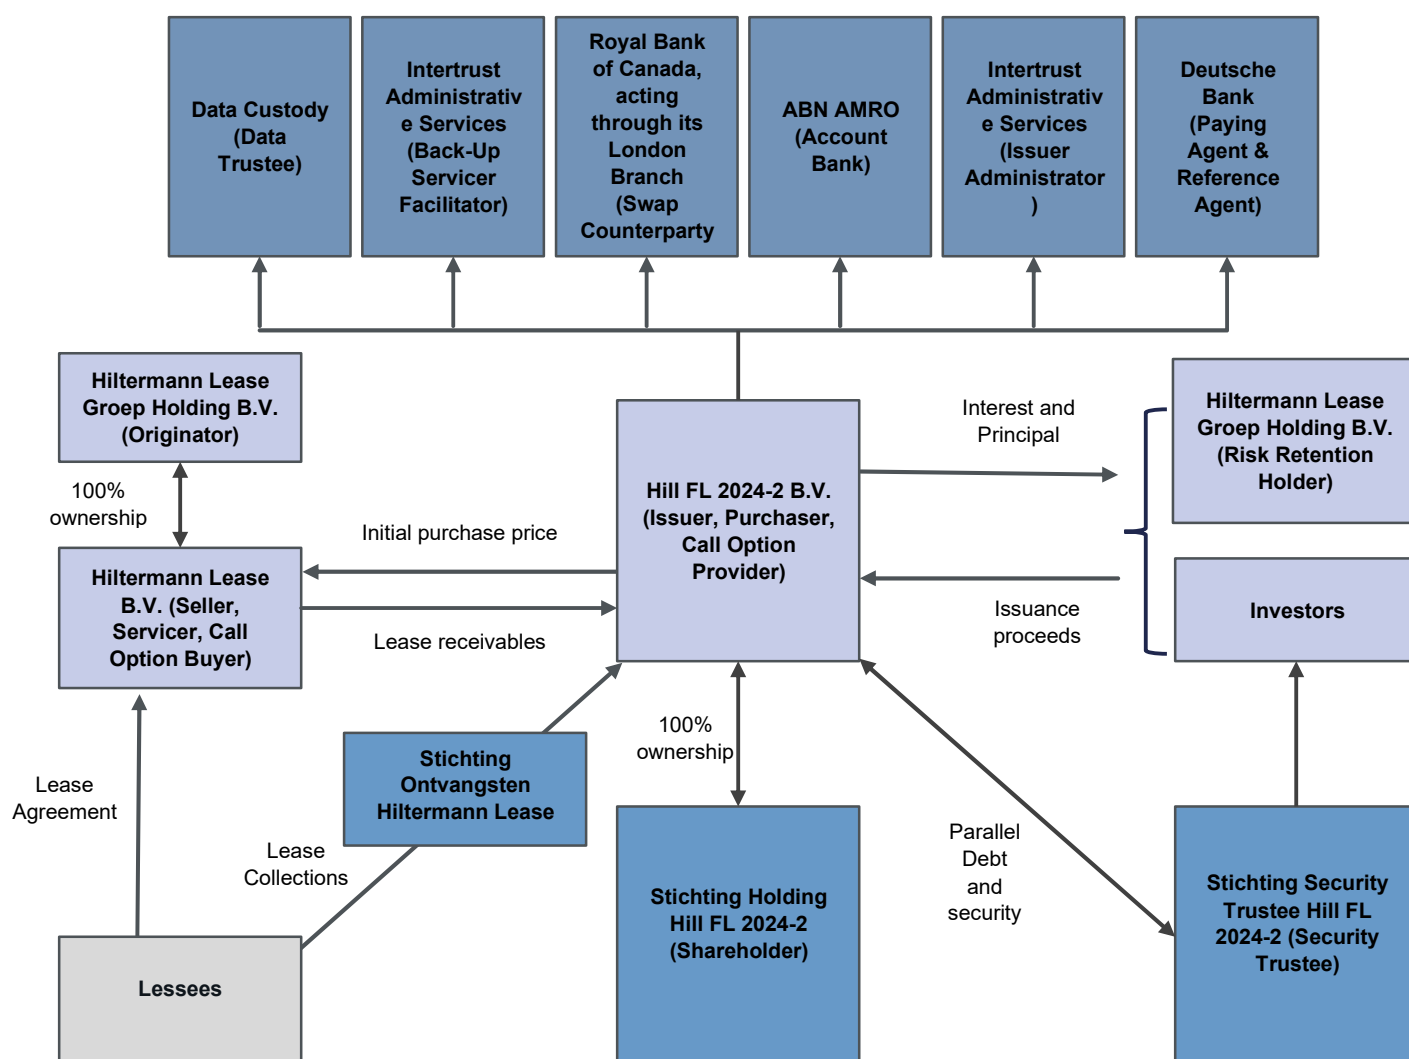 Data Custody
(Data
Trustee)
Intertrust
Administrativ
e Services
(Back-Up
Servicer
Facilitator)
Royal Bank
of Canada,
acting
through its
London
Branch
(Swap
Counterparty
ABN AMRO
(Account
Bank)
Intertrust
Administrativ
e Services
(Issuer
Administrator
)
Deutsche
Bank
(Paying
Agent &
Reference
Agent)
Hiltermann Lease
Groep Holding B.V.
(Originator)
100%
ownership
Hiltermann Lease
B.V. (Seller,
Servicer, Call
Option Buyer)
Initial purchase price
Lease receivables
Hill FL 2024-2 B.V.
(Issuer, Purchaser,
Call Option
Provider)
Interest and
Principal
Issuance
proceeds
Hiltermann Lease
Groep Holding B.V.
(Risk Retention
Holder)
Investors
Lease
Agreement
Lease
Collections
Stichting
Ontvangsten
Hiltermann Lease
100%
ownership
Parallel
Debt
and
security
Lessees
Stichting Holding
Hill FL 2024-2
(Shareholder)
Stichting Security
Trustee Hill FL
2024-2 (Security
Trustee)